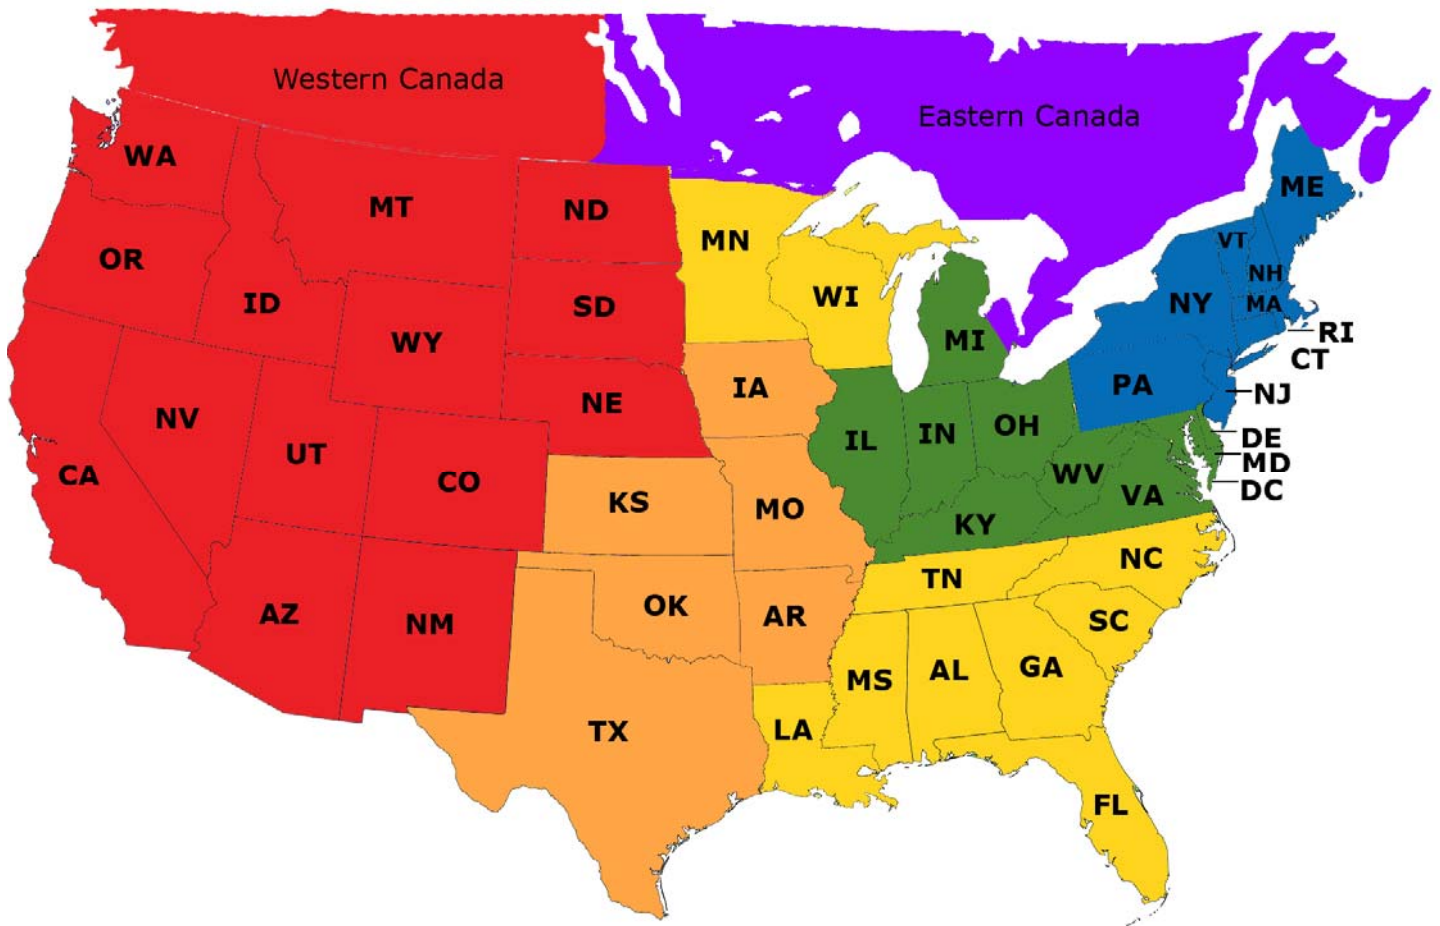 Western Canada
Eastern Canada
WA
MT
ND
MN
ME
OR
ID
WY
SD
WI
MI
VT
NH
NY
MA
RI
CT
NV
UT
CO
NE
IA
IL
IN
OH
PA
NJ
CA
KS
MO
KY
WV
VA
DE
MD
DC
AZ
NM
OK
AR
TN
NC
SC
TX
LA
MS
AL
GA
FL